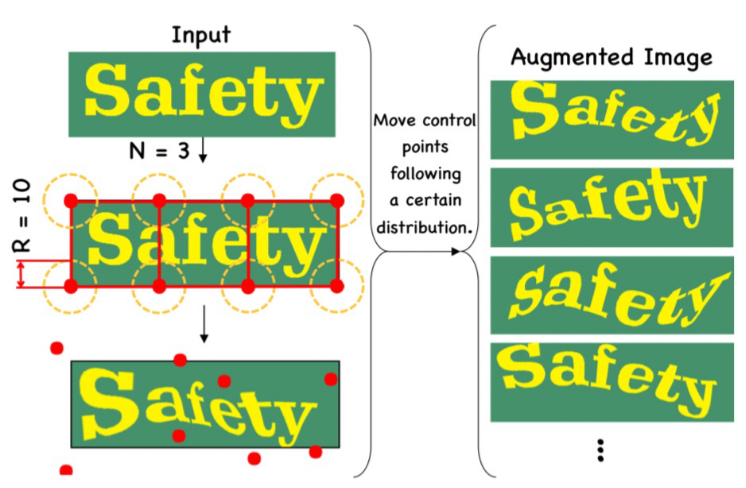 Input
Safety
N = 3
R = 10
Safety
Safety
Move control
points
following
a certain
distribution.
Augmented Image
Safety
Safety
Safety
Safety